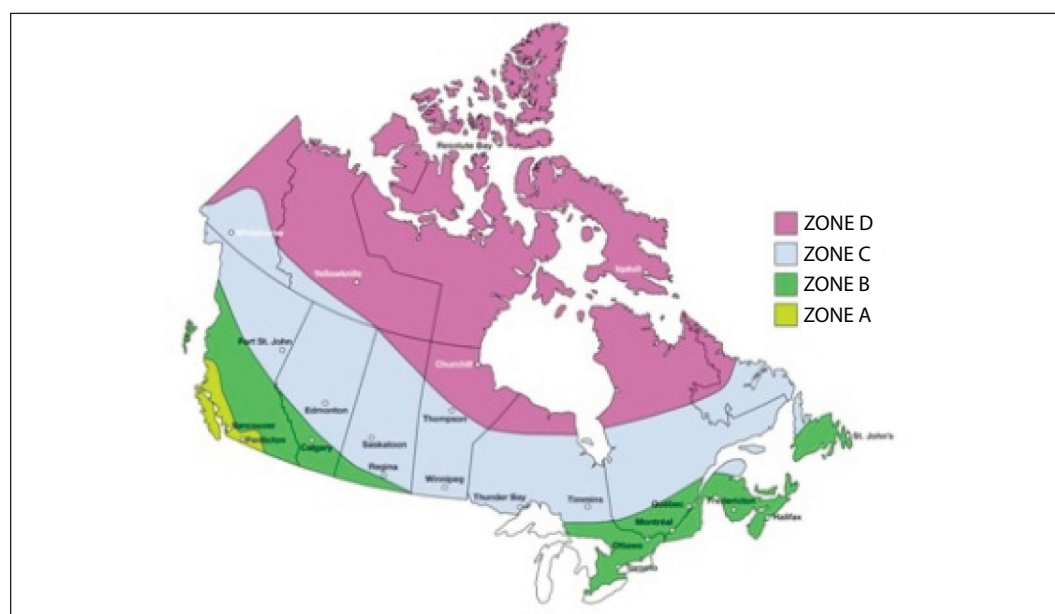 Resolute Bay
ZONE D
Whitehorse
ZONE C
Iqaluit
Yellowknife
ZONE B
ZONE A
Fort St. John
Churchill
Edmonton
Thompson
Vancouver
Penticton
Calgary
Saskatoon
St. John's
Regina
Winnipeg
Thunder Bay
Timmins
Québec
Fredericton
Halifax
Montréal
Ottawa
Toronto